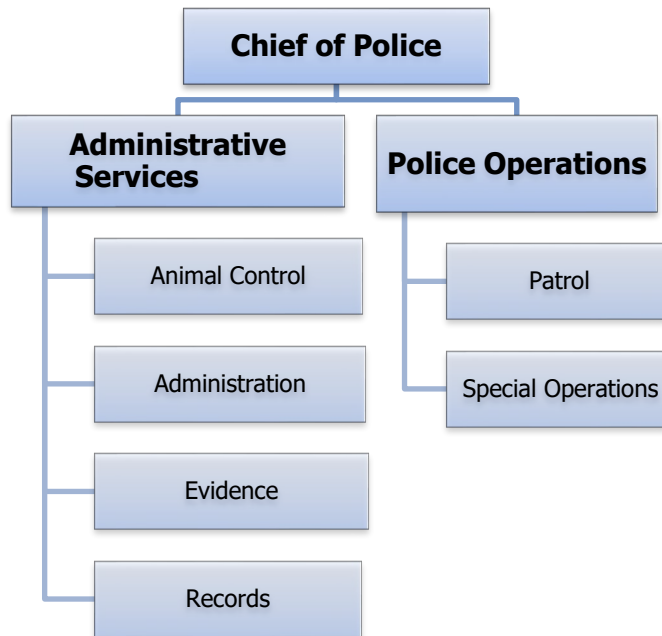 Chief of Police
Administrative
Services
Police Operations
Animal Control
Patrol
Administration
Special Operations
Evidence
Records